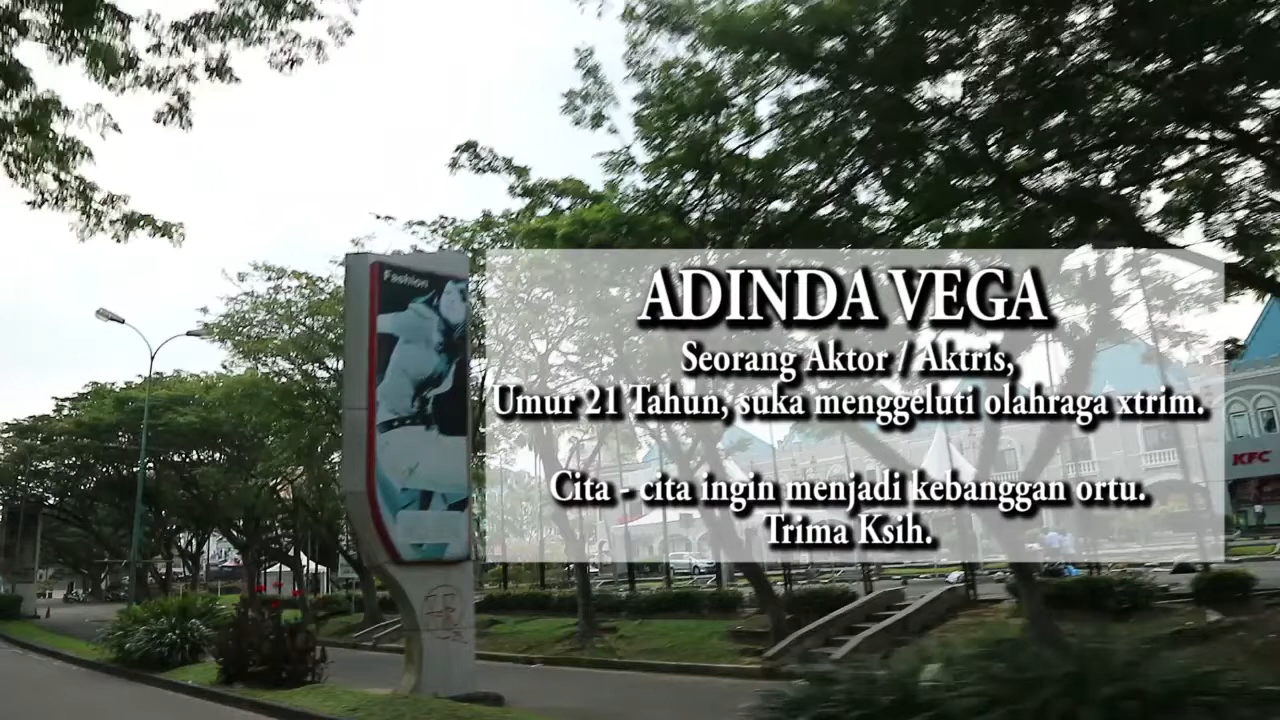 Fashion
ADINDA VEGA
Seorang Aktor / Aktris,
Umur 21 Tahun, suka menggeluti olahraga xtrim.
Cita - cita ingin menjadi kebanggan ortu.
Trima Ksih.
KFC